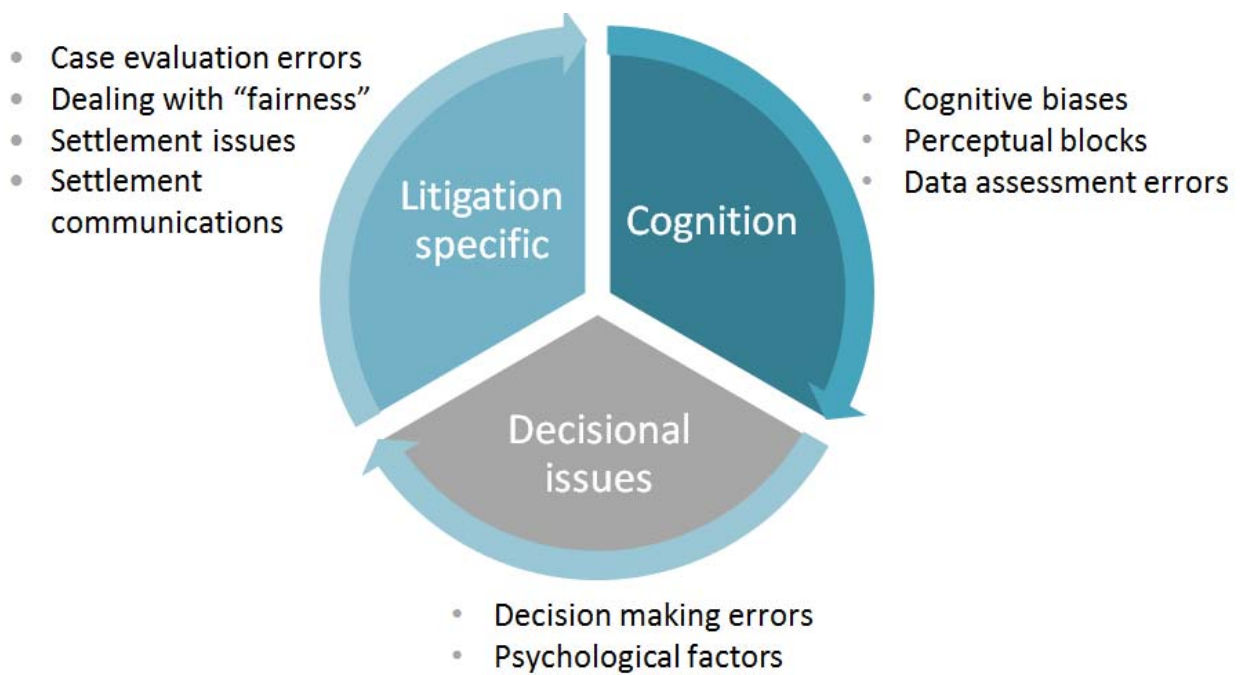 • Case evaluation errors
• Dealing with “fairness”
• Settlement issues
• Settlement
communications
Litigation
specific
Cognition
• Cognitive biases
• Perceptual blocks
• Data assessment errors
Decisional
issues
• Decision making errors
• Psychological factors